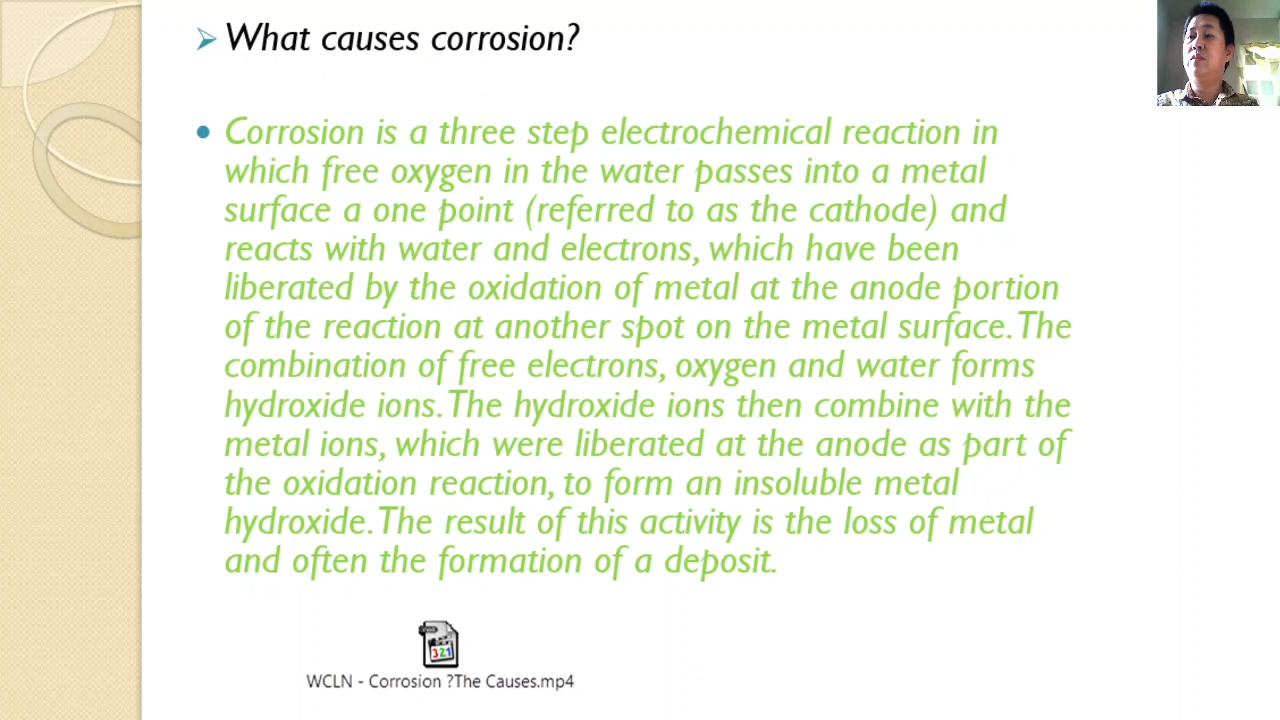 What causes corrosion?
Corrosion is a three step electrochemical reaction in
which free oxygen in the water passes into a metal
surface a one point (referred to as the cathode) and
reacts with water and electrons, which have been
liberated by the oxidation of metal at the anode portion
of the reaction at another spot on the metal surface. The
combination of free electrons, oxygen and water forms
hydroxide ions. The hydroxide ions then combine with the
metal ions, which were liberated at the anode as part of
the oxidation reaction, to form an insoluble metal
hydroxide. The result of this activity is the loss of metal
and often the formation of a deposit.
321
WCLN - Corrosion ?The Causes.mp4